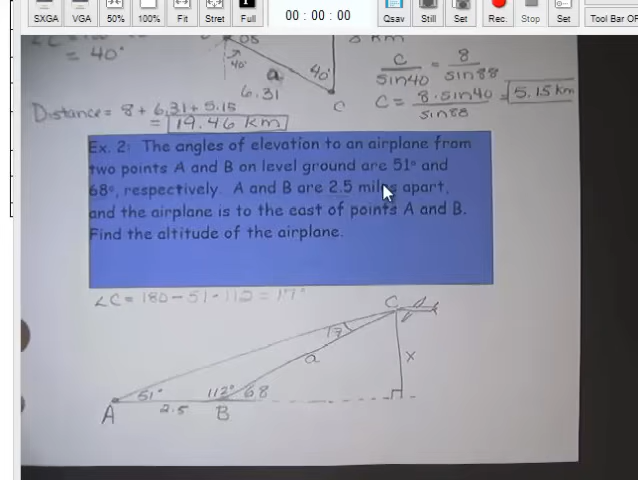 SXGA VGA 50% 100% Fit Stret Full 00 : 00 : 00 Qsav Still Set Rec. Stop Set Tool Bar OF
= 40°
40°
a
6.31
40°
C
8 km
C/sin40 = 8/sin88
C = 8·sin40/sin88 = 5.15 km
Distance = 8 + 6.31 + 5.15
= 19.46 km
Ex. 2: The angles of elevation to an airplane from
two points A and B on level ground are 51° and
68°, respectively. A and B are 2.5 miles apart,
and the airplane is to the east of points A and B.
Find the altitude of the airplane.
∠C = 180 - 51 - 112 = 17°
C
17
a
x
51°
112°
68
A
2.5
B